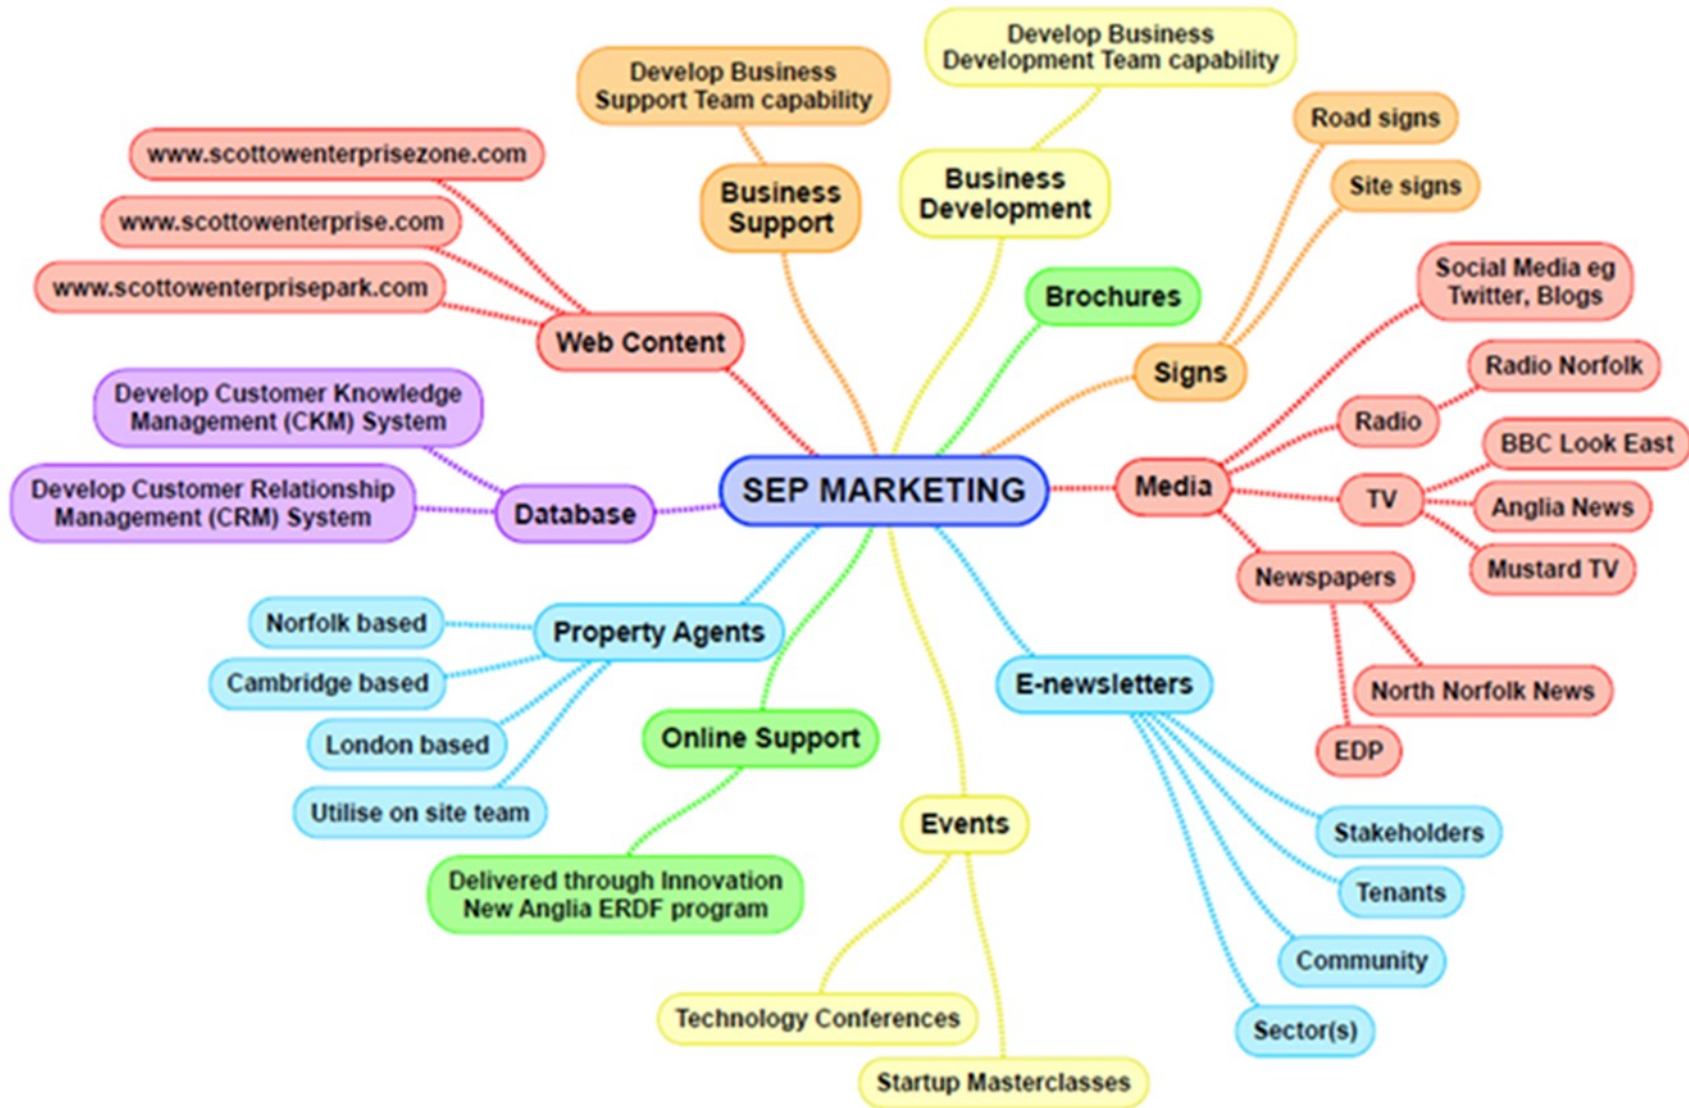 SEP MARKETING
Business
Support
Develop Business
Support Team capability
Business
Development
Develop Business
Development Team capability
Brochures
Signs
Road signs
Site signs
Media
Social Media eg
Twitter, Blogs
Radio
Radio Norfolk
TV
BBC Look East
Anglia News
Mustard TV
Newspapers
North Norfolk News
EDP
E-newsletters
Stakeholders
Tenants
Community
Sector(s)
Events
Technology Conferences
Startup Masterclasses
Online Support
Delivered through Innovation
New Anglia ERDF program
Property Agents
Norfolk based
Cambridge based
London based
Utilise on site team
Database
Develop Customer Knowledge
Management (CKM) System
Develop Customer Relationship
Management (CRM) System
Web Content
www.scottowenterprisezone.com
www.scottowenterprise.com
www.scottowenterprisepark.com